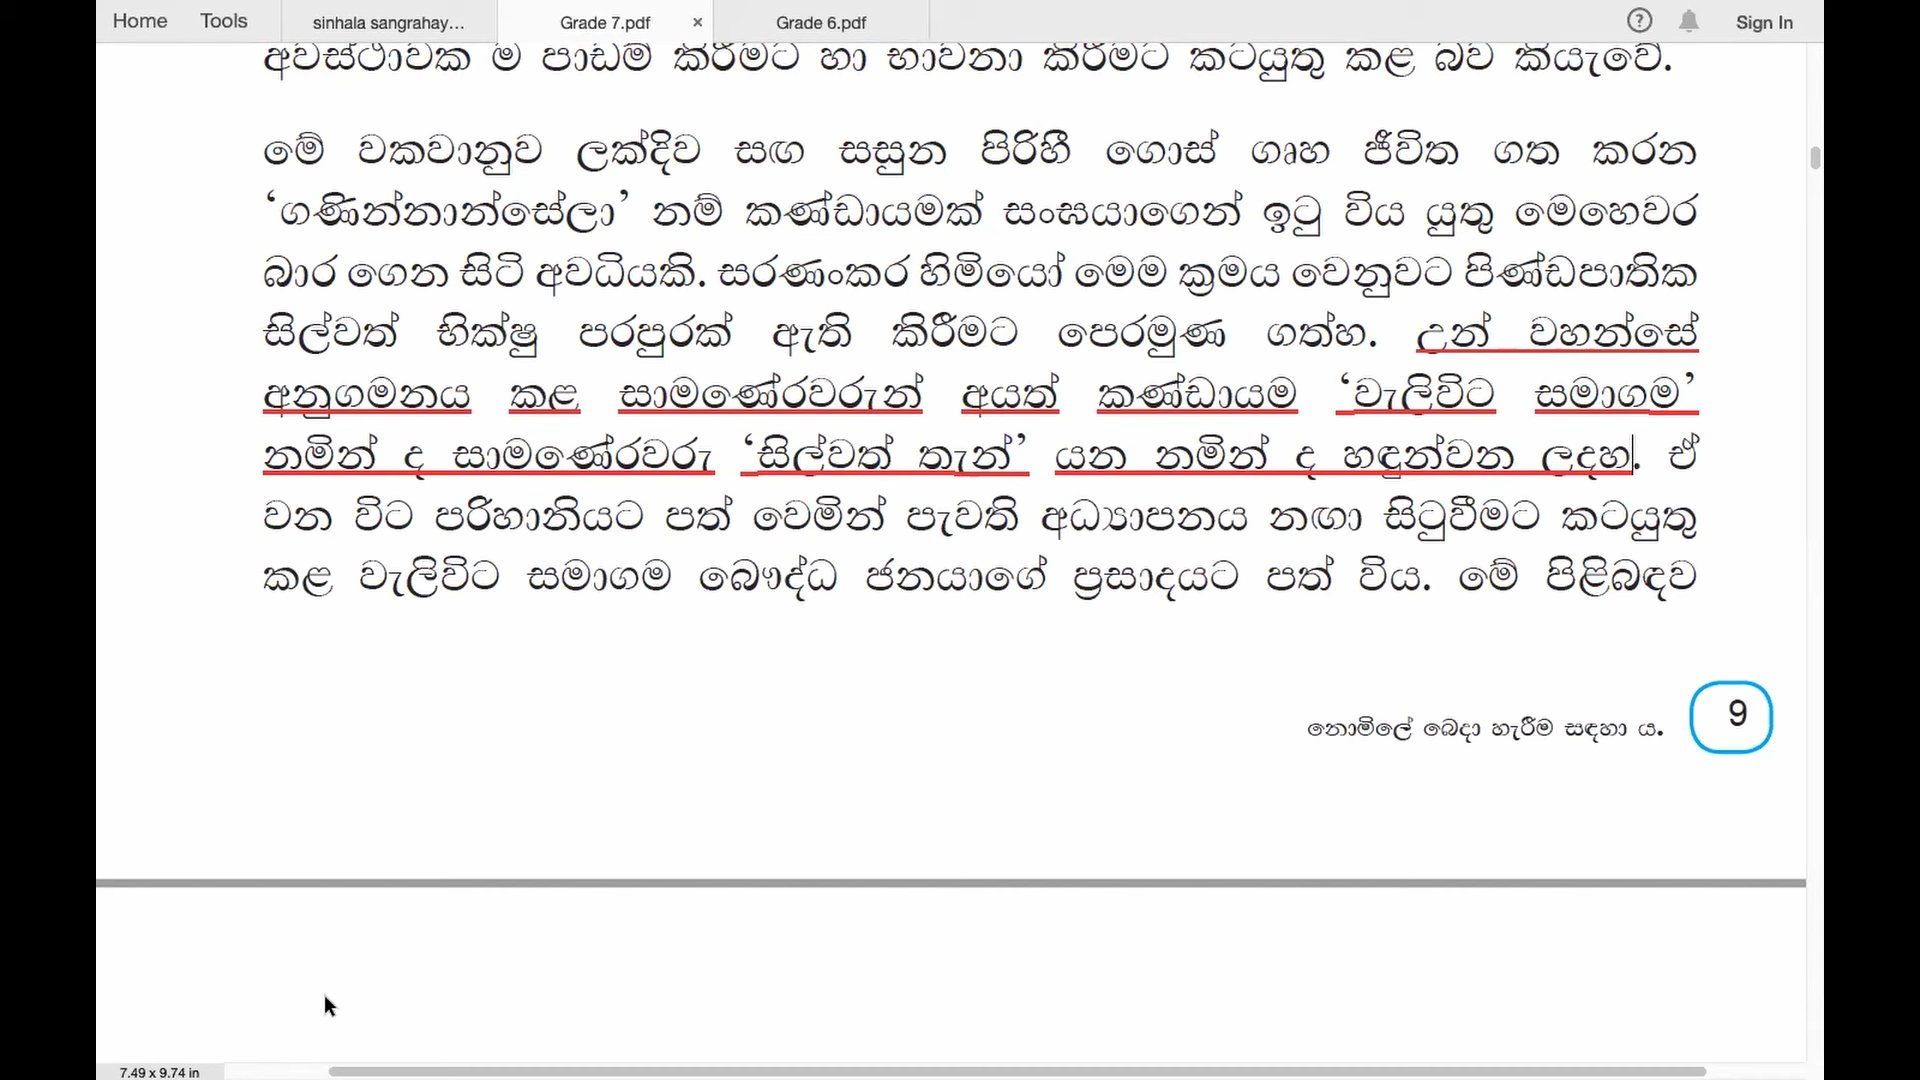 Home Tools sinhala sangrahay... Grade 7.pdf × Grade 6.pdf ? Sign In
අවස්ථාවක ම පාඩම් කිරීමට හා භාවනා කිරීමට කටයුතු කළ බව කියැවේ.
මේ වකවානුව ලක්දිව සඟ සසුන පිරිහී ගොස් ගෘහ ජීවිත ගත කරන
‘ගණින්නාන්සේලා’ නම් කණ්ඩායමක් සංඝයාගෙන් ඉටු විය යුතු මෙහෙවර
බාර ගෙන සිටි අවධියකි. සරණංකර හිමියෝ මෙම ක්‍රමය වෙනුවට පිණ්ඩපාතික
සිල්වත් භික්ෂු පරපුරක් ඇති කිරීමට පෙරමුණ ගත්හ. උන් වහන්සේ
අනුගමනය කළ සාමණේරවරුන් අයත් කණ්ඩායම ‘වැලිවිට සමාගම’
නමින් ද සාමණේරවරු ‘සිල්වත් තැන්’ යන නමින් ද හඳුන්වන ලදහ. ඒ
වන විට පරිහානියට පත් වෙමින් පැවති අධ්‍යාපනය නඟා සිටුවීමට කටයුතු
කළ වැලිවිට සමාගම බෞද්ධ ජනයාගේ ප්‍රසාදයට පත් විය. මේ පිළිබඳව
නොමිලේ බෙදා හැරීම සඳහා ය. 9
7.49 x 9.74 in